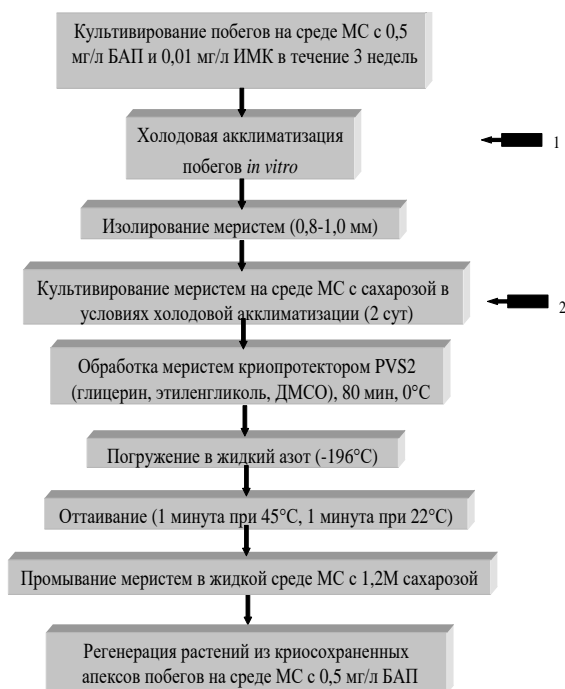 Культивирование побегов на среде МС с 0,5
мг/л БАП и 0,01 мг/л ИМК в течение 3 недель
Холодовая акклиматизация
побегов in vitro
1
Изолирование меристем (0,8-1,0 мм)
Культивирование меристем на среде МС с сахарозой в
условиях холодовой акклиматизации (2 сут)
2
Обработка меристем криопротектором PVS2
(глицерин, этиленгликоль, ДМСО), 80 мин, 0°С
Погружение в жидкий азот (-196°С)
Оттаивание (1 минута при 45°С, 1 минута при 22°С)
Промывание меристем в жидкой среде МС с 1,2М сахарозой
Регенерация растений из криосохраненных
апексов побегов на среде МС с 0,5 мг/л БАП